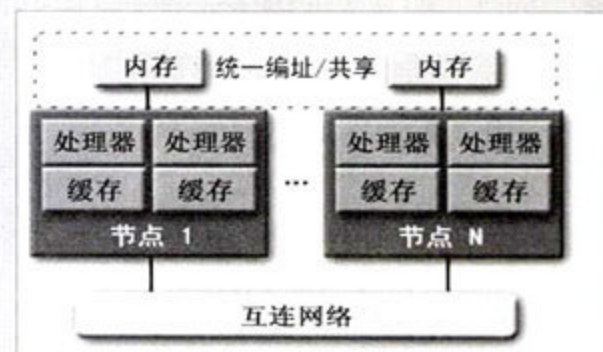 内存 统一编址/共享 内存
处理器 处理器 处理器 处理器
缓存 缓存 ... 缓存 缓存
节点 1 节点 N
互连网络